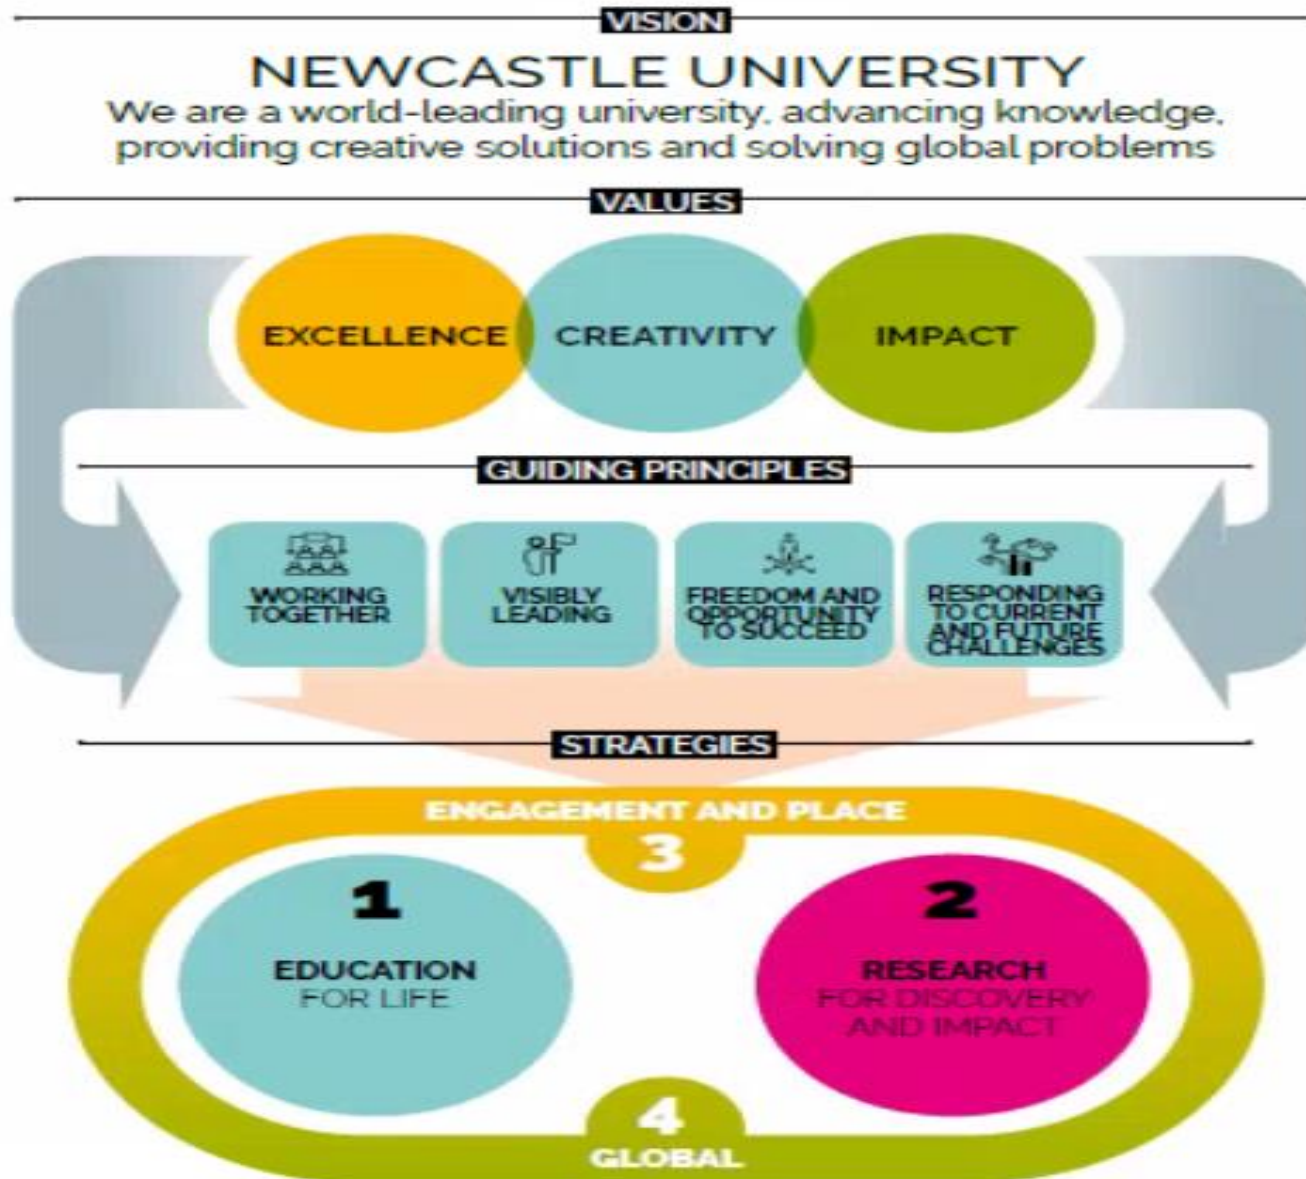 VISION
NEWCASTLE UNIVERSITY
We are a world-leading university, advancing knowledge,
providing creative solutions and solving global problems
VALUES
EXCELLENCE
CREATIVITY
IMPACT
GUIDING PRINCIPLES
WORKING
TOGETHER
VISIBLY
LEADING
FREEDOM AND
OPPORTUNITY
TO SUCCEED
RESPONDING
TO CURRENT
AND FUTURE
CHALLENGES
STRATEGIES
ENGAGEMENT AND PLACE
3
1
EDUCATION
FOR LIFE
2
RESEARCH
FOR DISCOVERY
AND IMPACT
4
GLOBAL